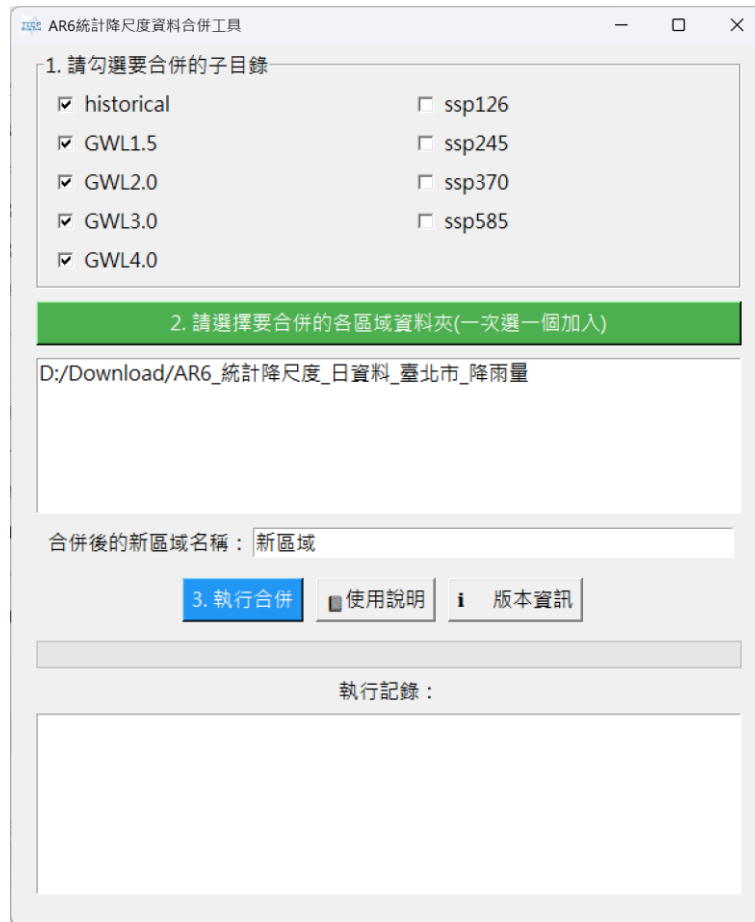 AR6統計降尺度資料合併工具
1. 請勾選要合併的子目錄
historical
ssp126
GWL1.5
ssp245
GWL2.0
ssp370
GWL3.0
ssp585
GWL4.0
2. 請選擇要合併的各區域資料夾(一次選一個加入)
D:/Download/AR6_統計降尺度_日資料_臺北市_降雨量
合併後的新區域名稱：新區域
3. 執行合併
使用說明
i 版本資訊
執行記錄：